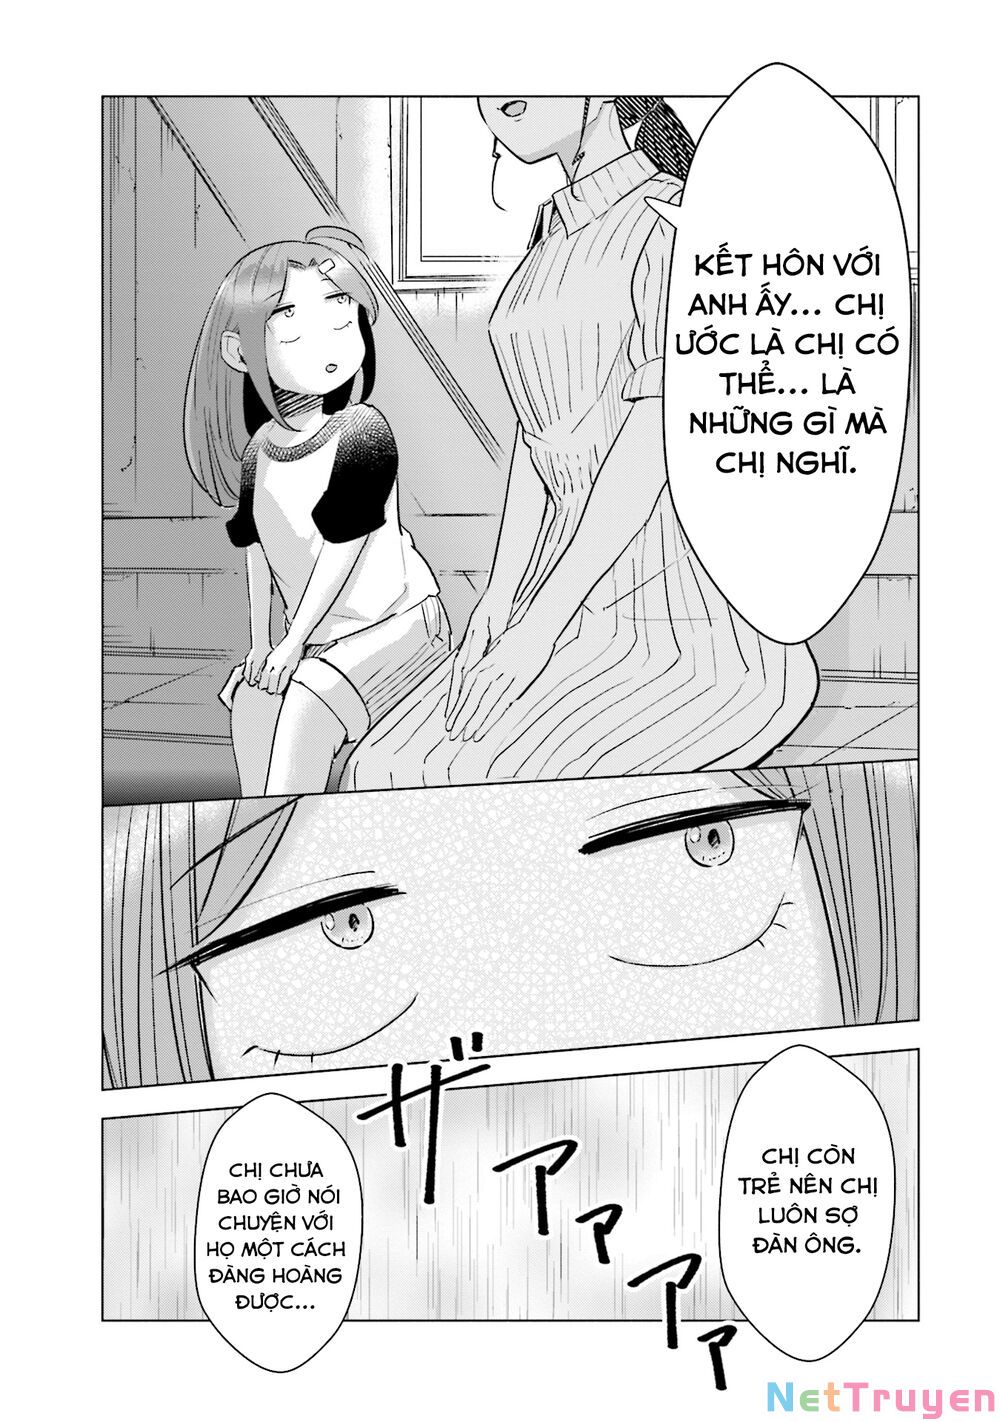 KẾT HÔN VỚI
ANH ẤY... CHỊ
ƯỚC LÀ CHỊ CÓ
THỂ... LÀ
NHỮNG GÌ MÀ
CHỊ NGHĨ.
CHỊ CÒN
TRẺ NÊN CHỊ
LUÔN SỢ
ĐÀN ÔNG.
ザアアアア
CHỊ CHƯA
BAO GIỜ NÓI
CHUYỆN VỚI
HỌ MỘT CÁCH
ĐÀNG HOÀNG
ĐƯỢC...
NetTruyen